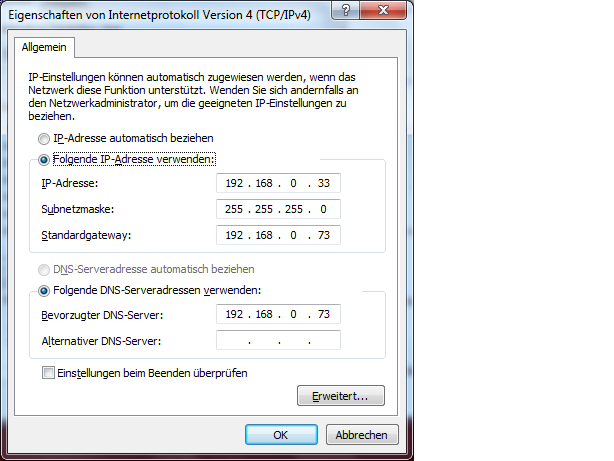 Eigenschaften von Internetprotokoll Version 4 (TCP/IPv4)
Allgemein
IP-Einstellungen können automatisch zugewiesen werden, wenn das
Netzwerk diese Funktion unterstützt. Wenden Sie sich andernfalls an
den Netzwerkadministrator, um die geeigneten IP-Einstellungen zu
beziehen.
IP-Adresse automatisch beziehen
Folgende IP-Adresse verwenden:
IP-Adresse: 192 . 168 . 0 . 33
Subnetzmaske: 255 . 255 . 255 . 0
Standardgateway: 192 . 168 . 0 . 73
DNS-Serveradresse automatisch beziehen
Folgende DNS-Serveradressen verwenden:
Bevorzugter DNS-Server: 192 . 168 . 0 . 73
Alternativer DNS-Server: . . .
Einstellungen beim Beenden überprüfen
Erweitert...
OK Abbrechen